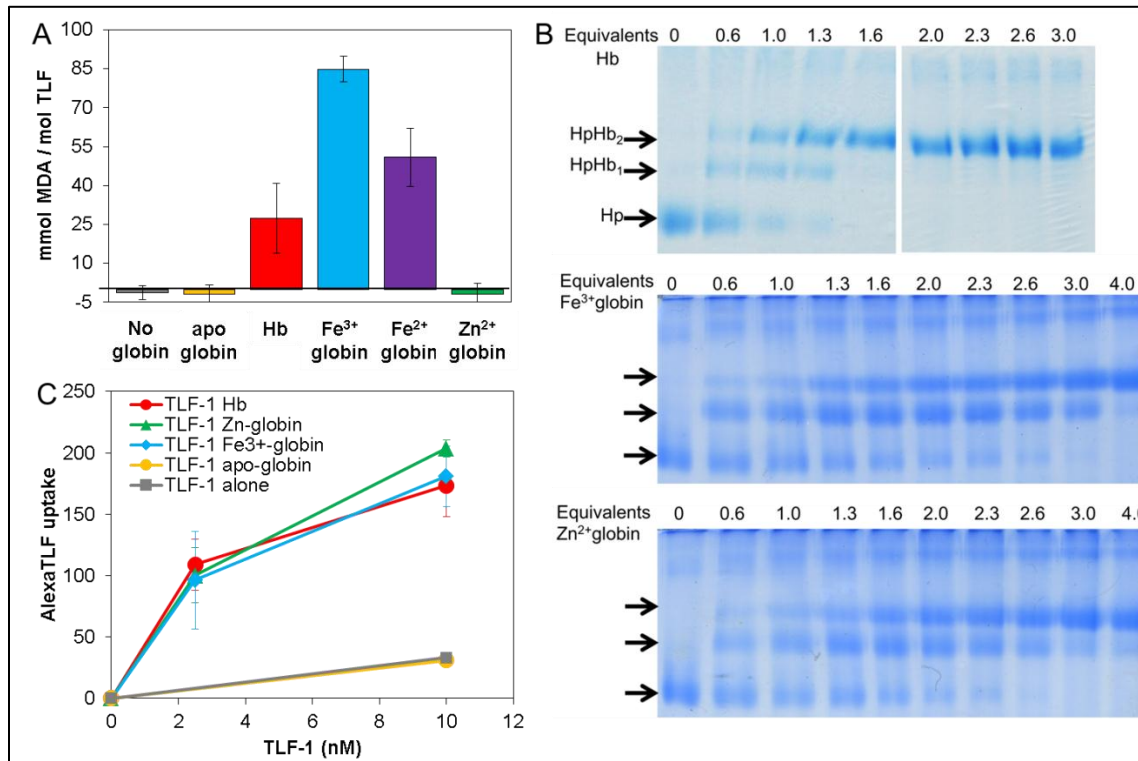 A
mmol MDA / mol TLF
105
85
65
45
25
5
-5
No globin
apo globin
Hb
Fe³⁺ globin
Fe²⁺ globin
Zn²⁺ globin
B
Equivalents Hb
0 0.6 1.0 1.3 1.6 2.0 2.3 2.6 3.0
HpHb₂
HpHb₁
Hp
Equivalents Fe³⁺globin
0 0.6 1.0 1.3 1.6 2.0 2.3 2.6 3.0 4.0
Equivalents Zn²⁺globin
0 0.6 1.0 1.3 1.6 2.0 2.3 2.6 3.0 4.0
C
AlexaTLF uptake
250
200
150
100
50
0
TLF-1 Hb
TLF-1 Zn-globin
TLF-1 Fe3+-globin
TLF-1 apo-globin
TLF-1 alone
0 2 4 6 8 10 12
TLF-1 (nM)